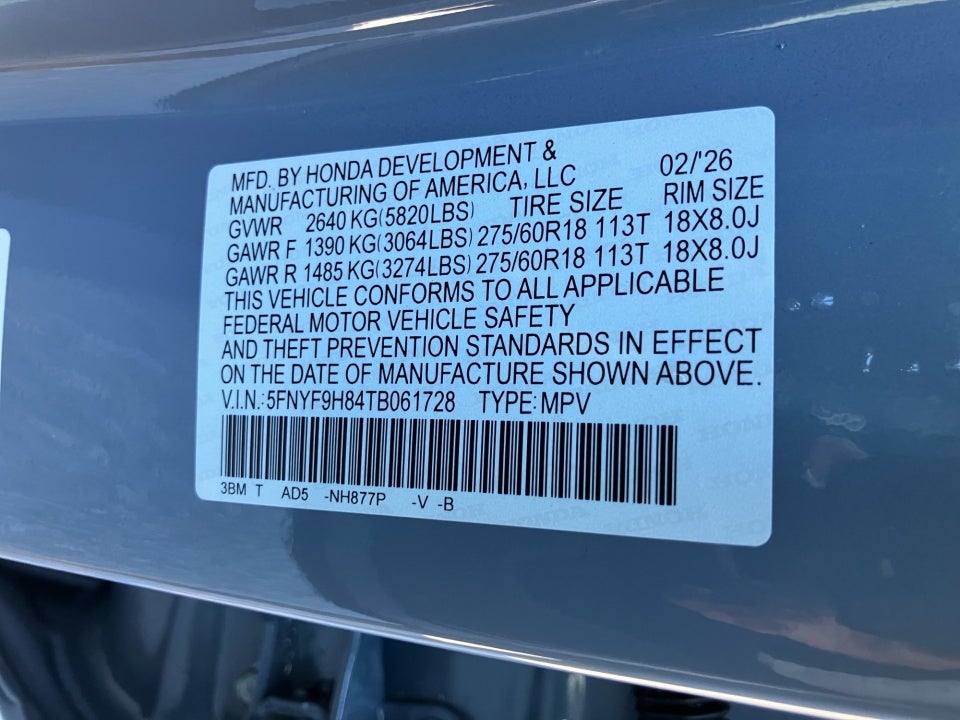 MFD. BY HONDA DEVELOPMENT &
MANUFACTURING OF AMERICA, LLC 02/'26
GVWR 2640 KG(5820LBS) TIRE SIZE RIM SIZE
GAWR F 1390 KG(3064LBS) 275/60R18 113T 18X8.0J
GAWR R 1485 KG(3274LBS) 275/60R18 113T 18X8.0J
THIS VEHICLE CONFORMS TO ALL APPLICABLE
FEDERAL MOTOR VEHICLE SAFETY
AND THEFT PREVENTION STANDARDS IN EFFECT
ON THE DATE OF MANUFACTURE SHOWN ABOVE.
V.I.N.:5FNYF9H84TB061728 TYPE:MPV
3BM T AD5 -NH877P -V -B